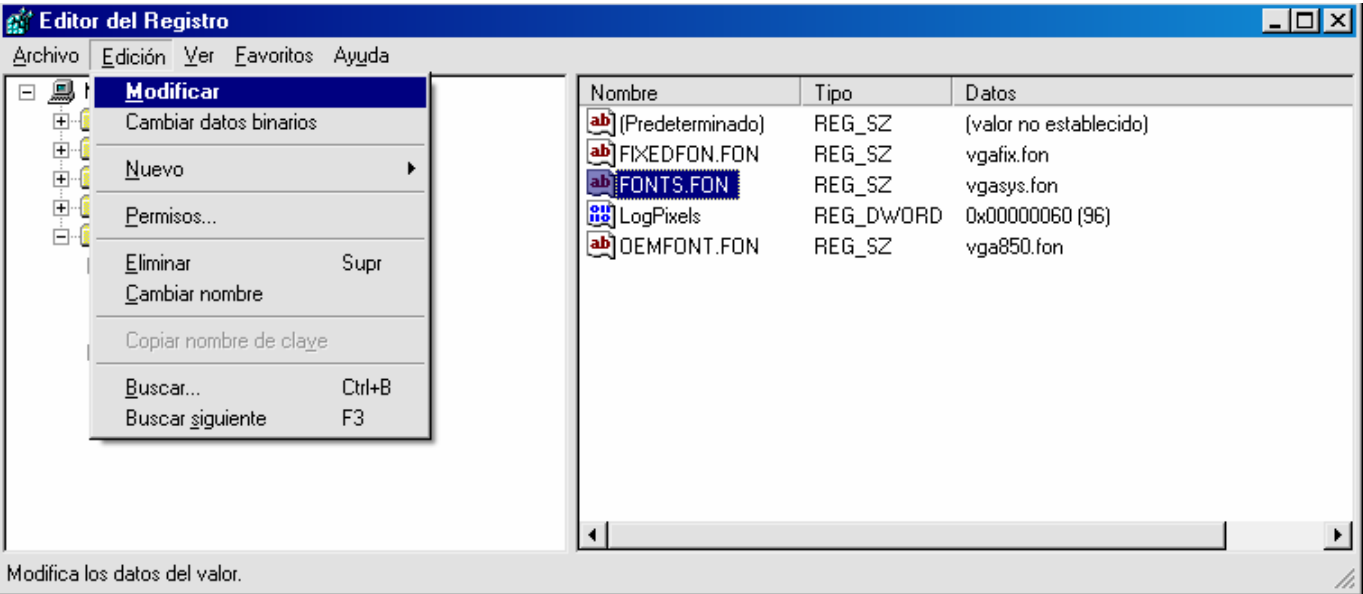 Editor del Registro
Archivo Edición Ver Favoritos Ayuda
Modificar
Cambiar datos binarios
Nuevo
Permisos...
Eliminar Supr
Cambiar nombre
Copiar nombre de clave
Buscar... Ctrl+B
Buscar siguiente F3
Nombre Tipo Datos
(Predeterminado) REG_SZ (valor no establecido)
FIXEDFON.FON REG_SZ vgafix.fon
FONTS.FON REG_SZ vgasys.fon
LogPixels REG_DWORD 0x00000060 (96)
OEMFONT.FON REG_SZ vga850.fon
Modifica los datos del valor.